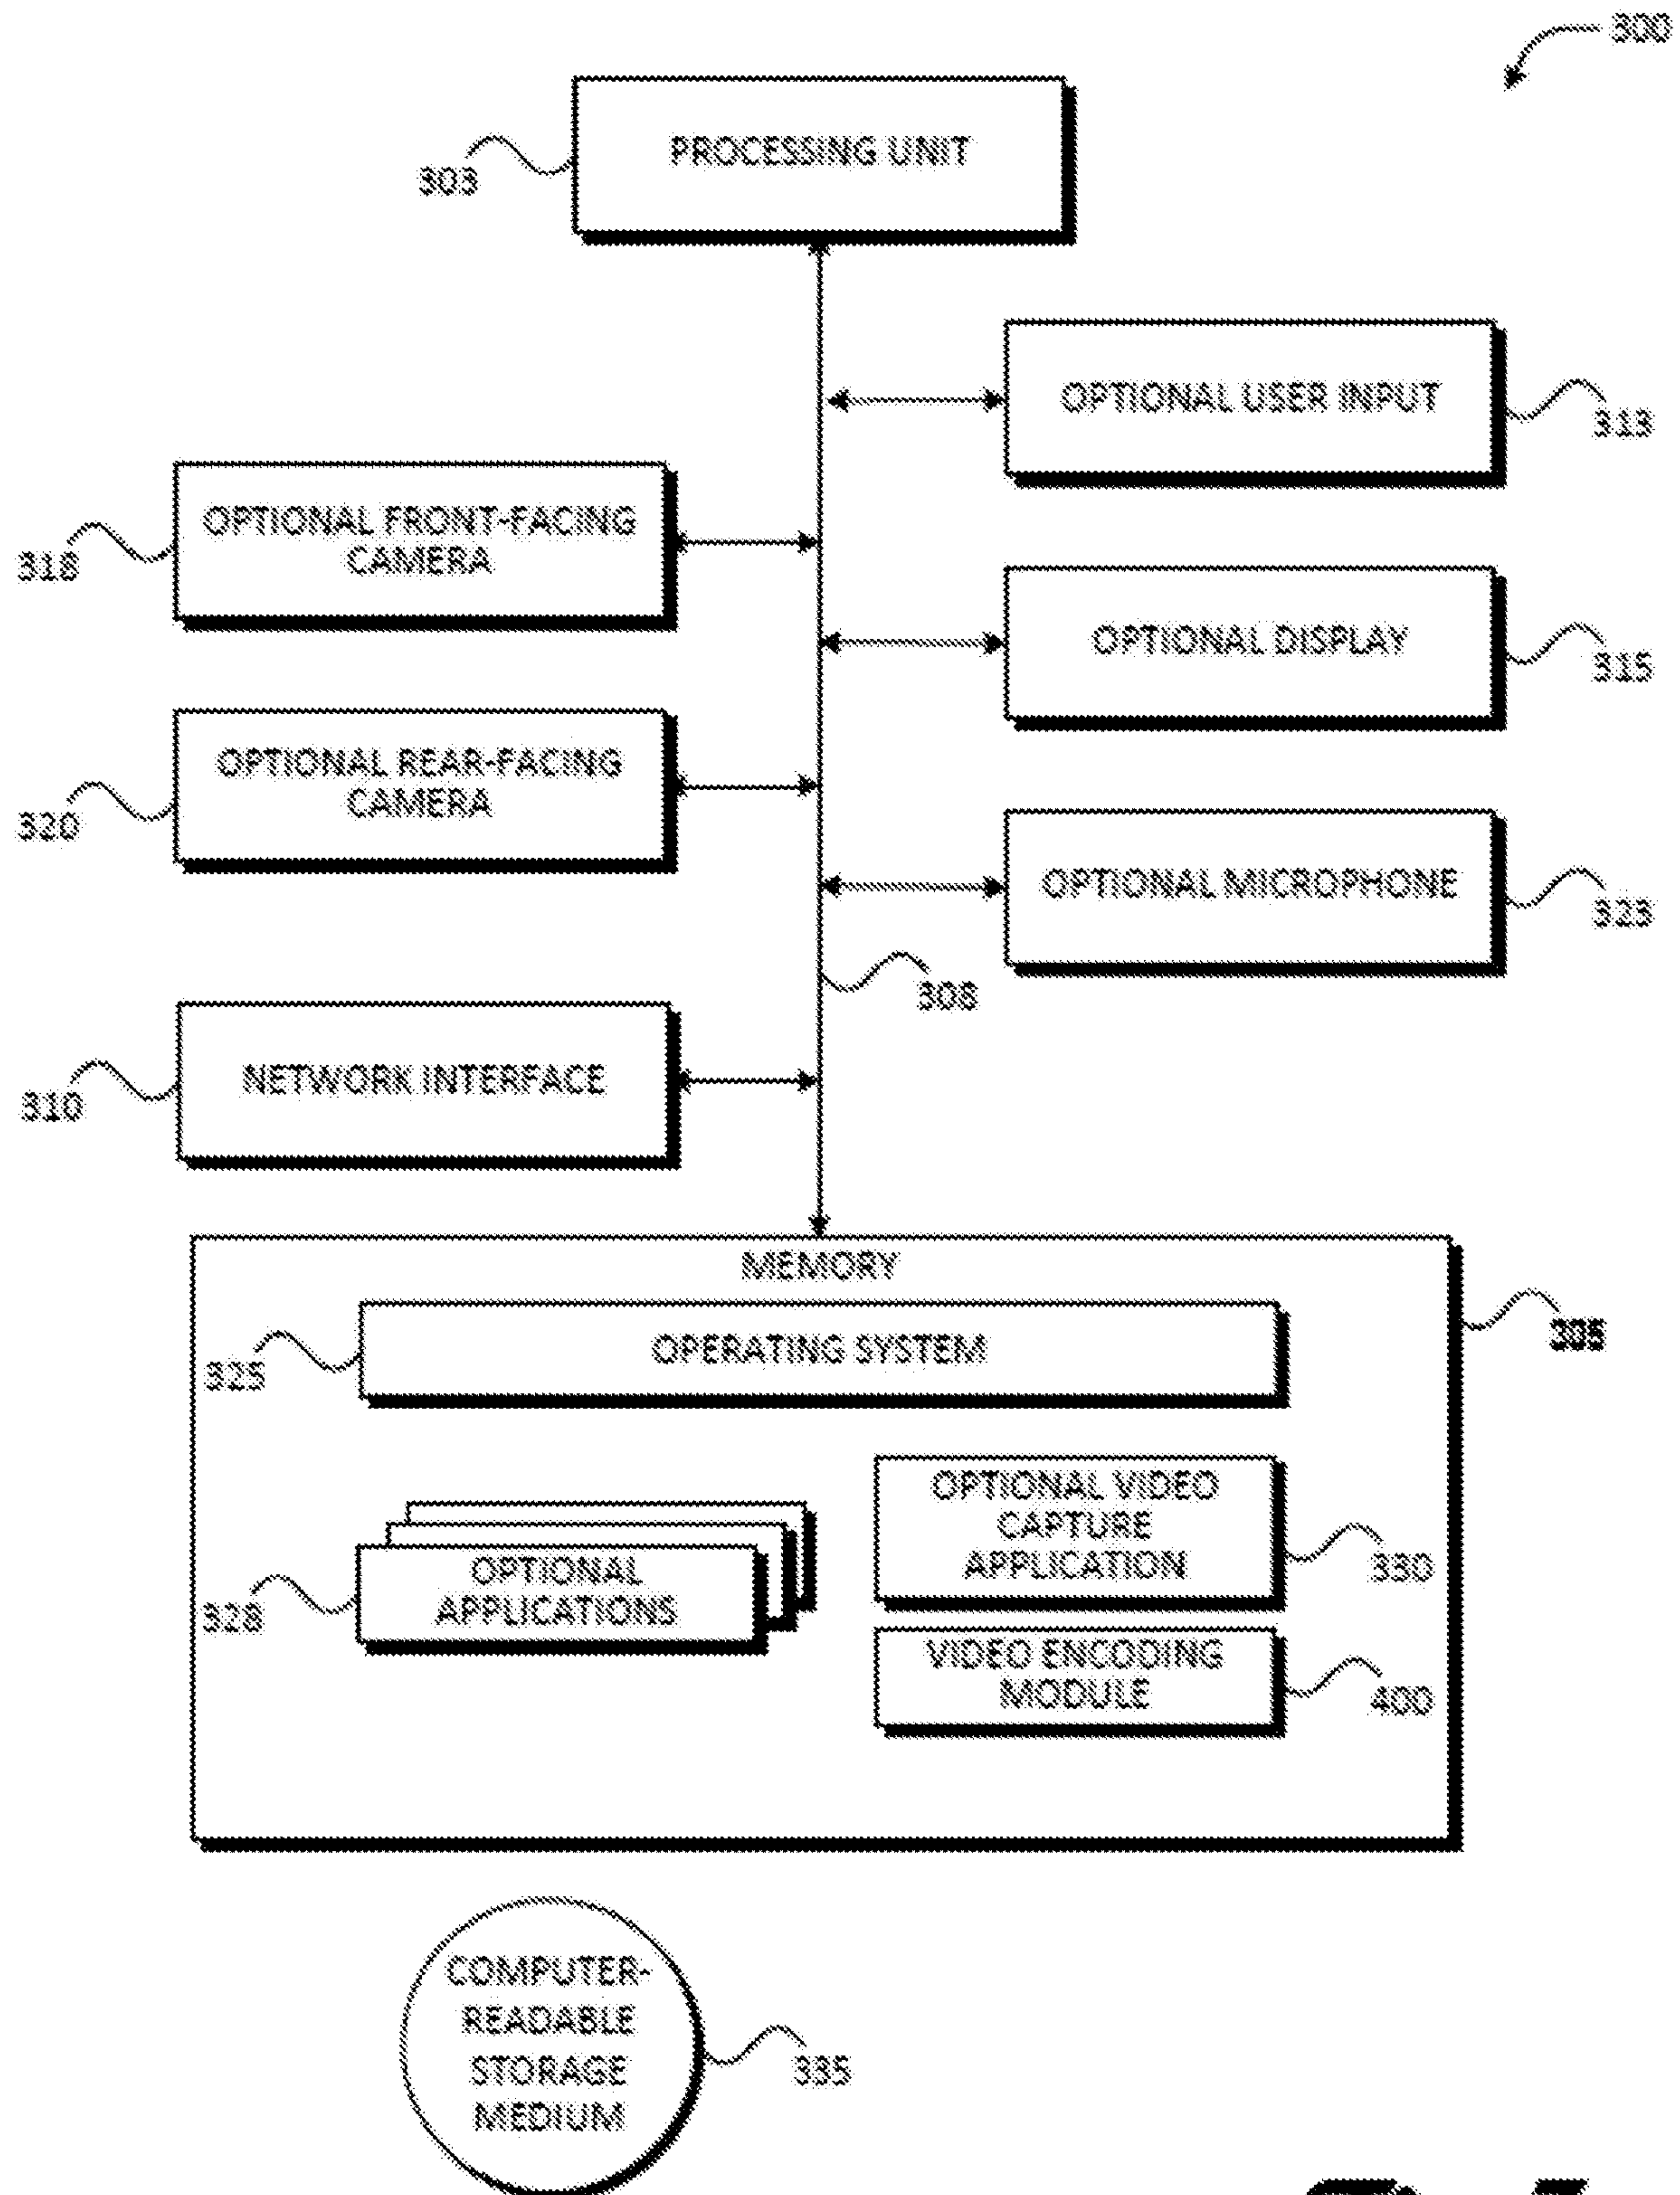 300
PROCESSING UNIT
303
OPTIONAL USER INPUT
313
OPTIONAL FRONT-FACING
CAMERA
318
OPTIONAL DISPLAY
315
OPTIONAL REAR-FACING
CAMERA
320
OPTIONAL MICROPHONE
323
308
NETWORK INTERFACE
310
MEMORY
305
OPERATING SYSTEM
325
OPTIONAL VIDEO
CAPTURE
APPLICATION
330
OPTIONAL
APPLICATIONS
328
VIDEO ENCODING
MODULE
400
COMPUTER-
READABLE
STORAGE
MEDIUM
335